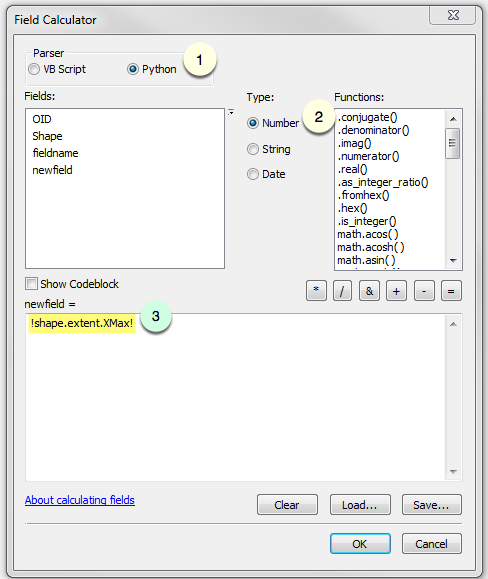 Field Calculator
Parser
VB Script Python 1
Fields:
OID
Shape
fieldname
newfield
Type:
Number 2
String
Date
Functions:
.conjugate()
.denominator()
.imag()
.numerator()
.real()
.as_integer_ratio()
.fromhex()
.hex()
.is_integer()
math.acos( )
math.acosh( )
math.asin( )
Show Codeblock
* / & + - =
newfield =
!shape.extent.XMax! 3
About calculating fields
Clear Load... Save...
OK Cancel